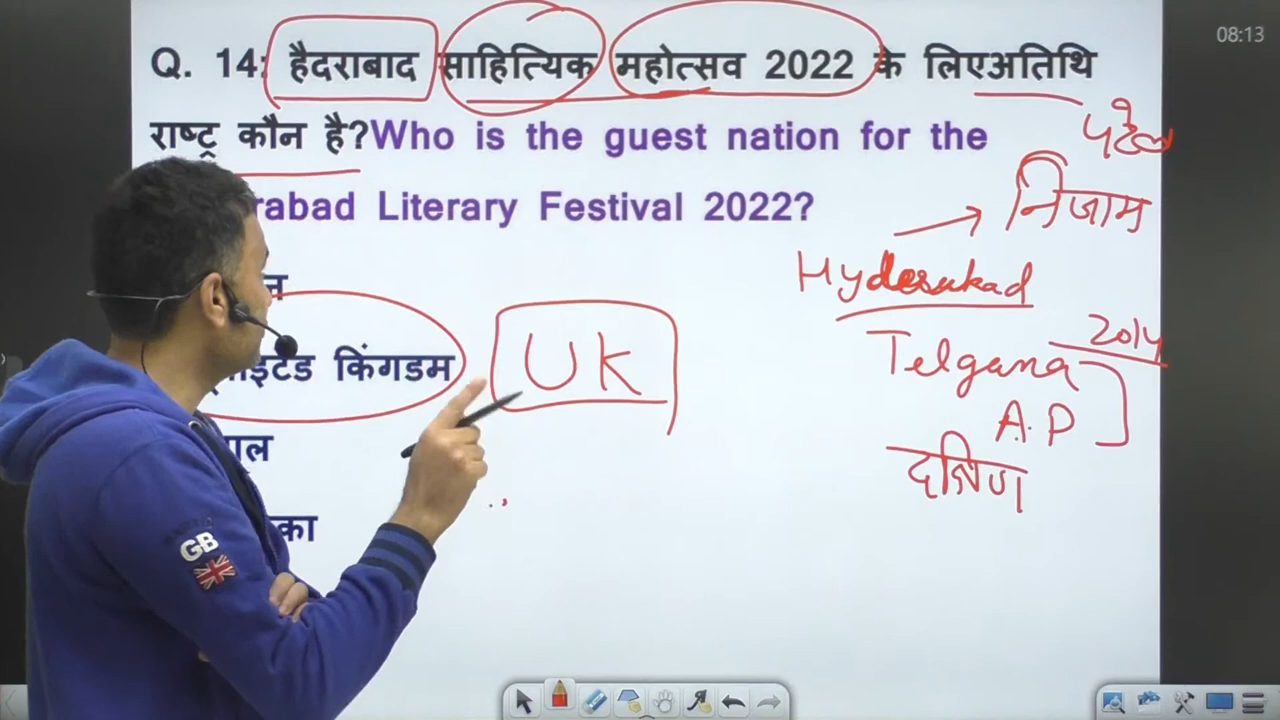 08:13
Q. 14: हैदराबाद साहित्यिक महोत्सव 2022 के लिएअतिथि
राष्ट्र कौन है?Who is the guest nation for the
rabad Literary Festival 2022?
पटेल
निजाम
Hyderabad
किंगडम
UK
2014
Telgana
A.P
दक्षिण
GB